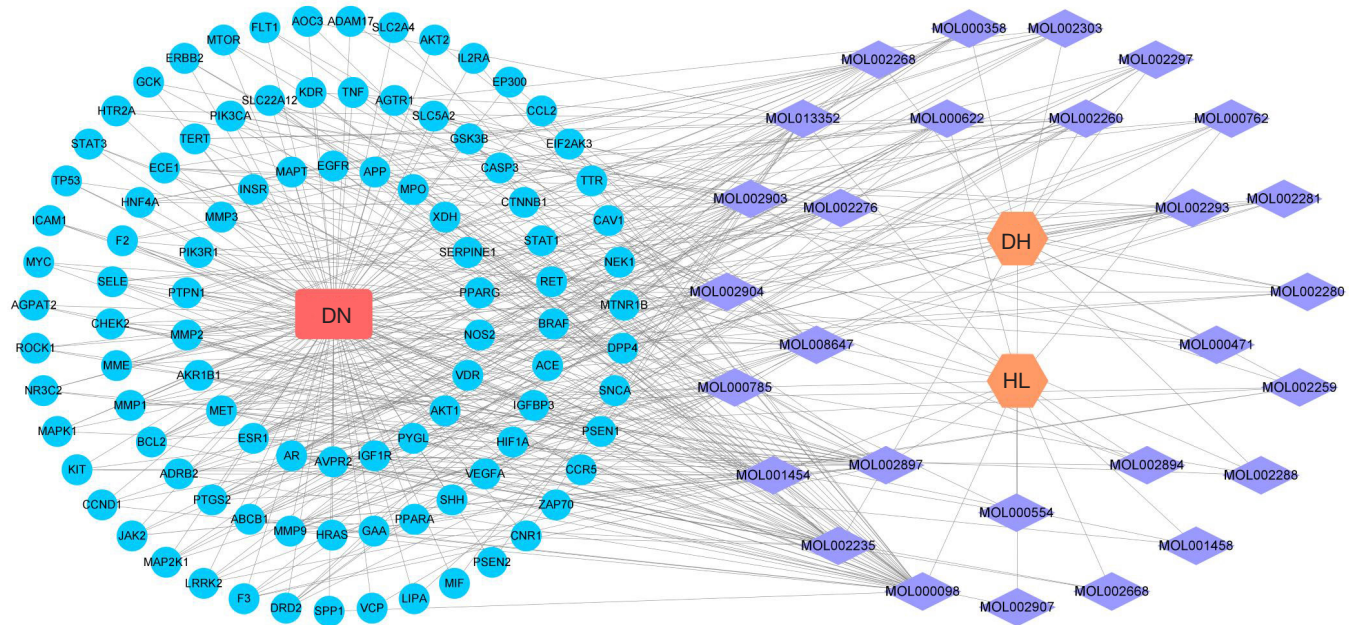 AOC3
ADAM17
FLT1
SLC2A4
MTOR
AKT2
ERBB2
IL2RA
GCK
EP300
HTR2A
CCL2
STAT3
EIF2AK3
TP53
TTR
ICAM1
CAV1
MYC
NEK1
AGPAT2
MTNR1B
ROCK1
DPP4
NR3C2
SNCA
MAPK1
PSEN1
KIT
CCR5
CCND1
ZAP70
JAK2
CNR1
MAP2K1
PSEN2
LRRK2
MIF
F3
LIPA
DRD2
SPP1
VCP
SLC22A12
KDR
TNF
AGTR1
PIK3CA
SLC5A2
TERT
GSK3B
ECE1
CASP3
HNF4A
CTNNB1
F2
STAT1
SELE
RET
CHEK2
BRAF
MME
ACE
MMP1
IGFBP3
BCL2
HIF1A
ADRB2
VEGFA
PTGS2
SHH
ABCB1
PPARA
MMP9
HRAS
GAA
MAPT
EGFR
APP
INSR
MPO
MMP3
XDH
PIK3R1
SERPINE1
PTPN1
PPARG
MMP2
NOS2
AKR1B1
VDR
MET
AKT1
ESR1
PYGL
AR
AVPR2
IGF1R
DN
MOL000358
MOL002303
MOL002268
MOL002297
MOL013352
MOL000622
MOL002260
MOL000762
MOL002903
MOL002276
MOL002293
MOL002281
DH
MOL002904
MOL002280
MOL008647
MOL000471
MOL000785
HL
MOL002259
MOL001454
MOL002897
MOL002894
MOL002288
MOL000554
MOL002235
MOL001458
MOL000098
MOL002907
MOL002668